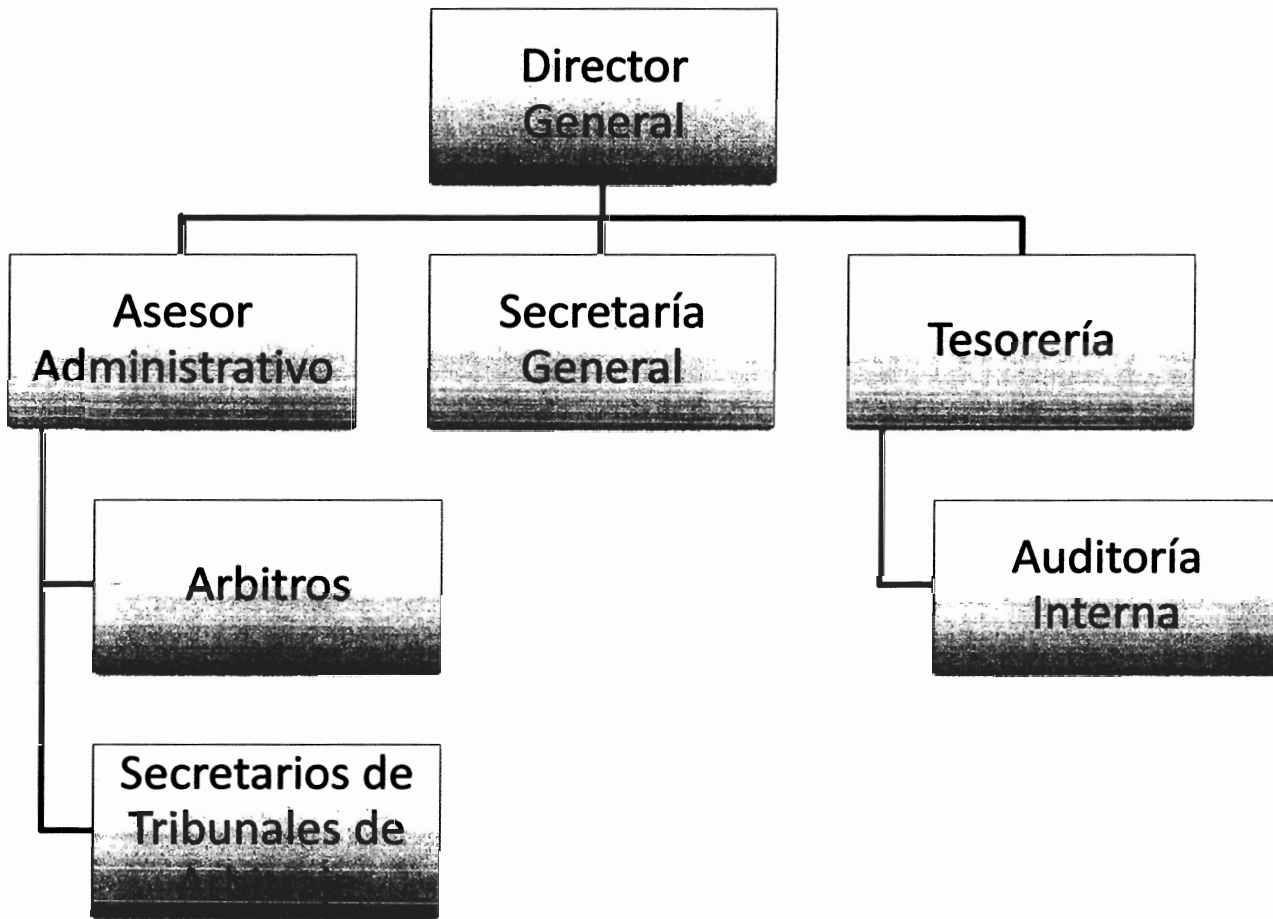 Director
General
Asesor
Administrativo
Secretaría
General
Tesorería
Arbitros
Auditoría
Interna
Secretarios de
Tribunales de